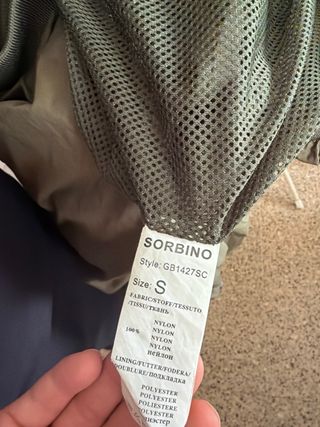 SORBINO
Style: GB1427SC
Size: S
FABRIC/STOFF/TESSUTO
/TISSU/ткань
NYLON
100% NYLON
NYLON
NYLON
нейлон
LINING/FUTTER/FODERA/
DOUBLURE/подкладка
POLYESTER
POLYESTER
POLIESTERE
POLYESTER